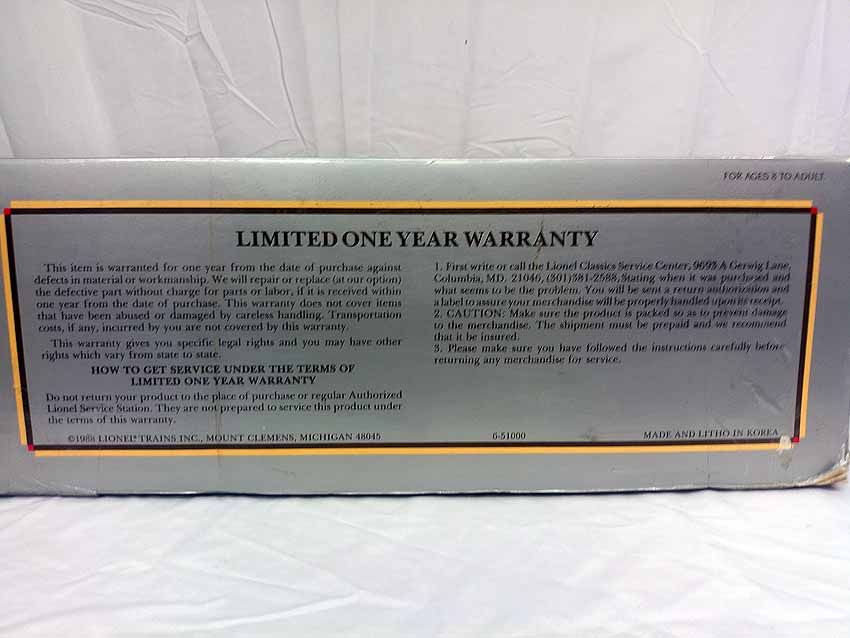 FOR AGES 8 TO ADULT
LIMITED ONE YEAR WARRANTY
This item is warranted for one year from the date of purchase against
defects in material or workmanship. We will repair or replace (at our option)
the defective part without charge for parts or labor, if it is received within
one year from the date of purchase. This warranty does not cover items
that have been abused or damaged by careless handling. Transportation
costs, if any, incurred by you are not covered by this warranty.
This warranty gives you specific legal rights and you may have other
rights which vary from state to state.
HOW TO GET SERVICE UNDER THE TERMS OF
LIMITED ONE YEAR WARRANTY
Do not return your product to the place of purchase or regular Authorized
Lionel Service Station. They are not prepared to service this product under
the terms of this warranty.
1. First write or call the Lionel Classics Service Center, 9693 A Gerwig Lane,
Columbia, MD. 21046, (301)381-2588, Stating when it was purchased and
what seems to be the problem. You will be sent a return authorization and
a label to assure your merchandise will be properly handled upon its receipt.
2. CAUTION: Make sure the product is packed so as to prevent damage
to the merchandise. The shipment must be prepaid and we recommend
that it be insured.
3. Please make sure you have followed the instructions carefully before
returning any merchandise for service.
©1988 LIONEL® TRAINS INC., MOUNT CLEMENS, MICHIGAN 48045
6-51000
MADE AND LITHO IN KOREA